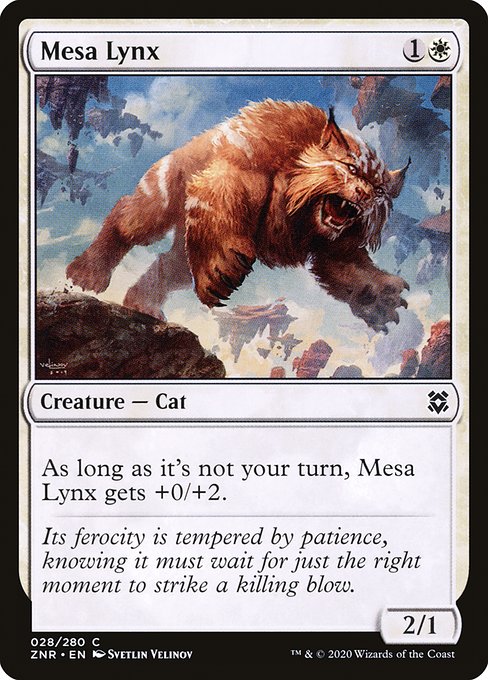 Mesa Lynx 1
Velinov
Creature — Cat
As long as it's not your turn, Mesa
Lynx gets +0/+2.
Its ferocity is tempered by patience,
knowing it must wait for just the right
moment to strike a killing blow.
2/1
028/280 C
ZNR • EN Svetlin Velinov
™ & © 2020 Wizards of the Coast